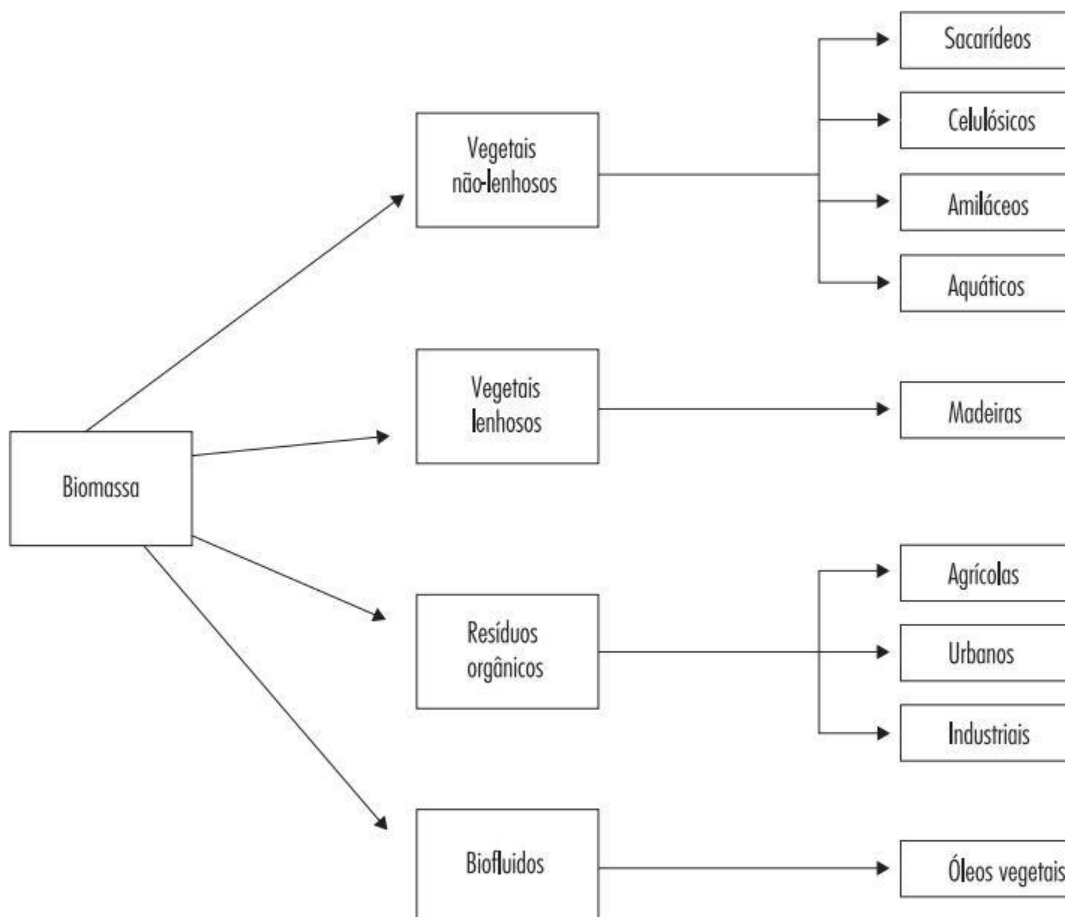 Biomassa
Vegetais
não-lenhosos
Sacarídeos
Celulósicos
Amiláceos
Aquáticos
Vegetais
lenhosos
Madeiras
Resíduos
orgânicos
Agrícolas
Urbanos
Industriais
Biofluidos
Óleos vegetais